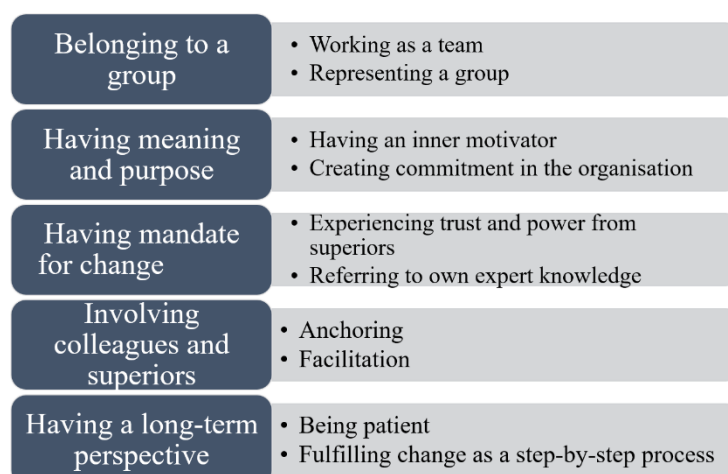 Belonging to a
group
• Working as a team
• Representing a group
Having meaning
and purpose
• Having an inner motivator
• Creating commitment in the organisation
Having mandate
for change
• Experiencing trust and power from
superiors
• Referring to own expert knowledge
Involving
colleagues and
superiors
• Anchoring
• Facilitation
Having a long-term
perspective
• Being patient
• Fulfilling change as a step-by-step process